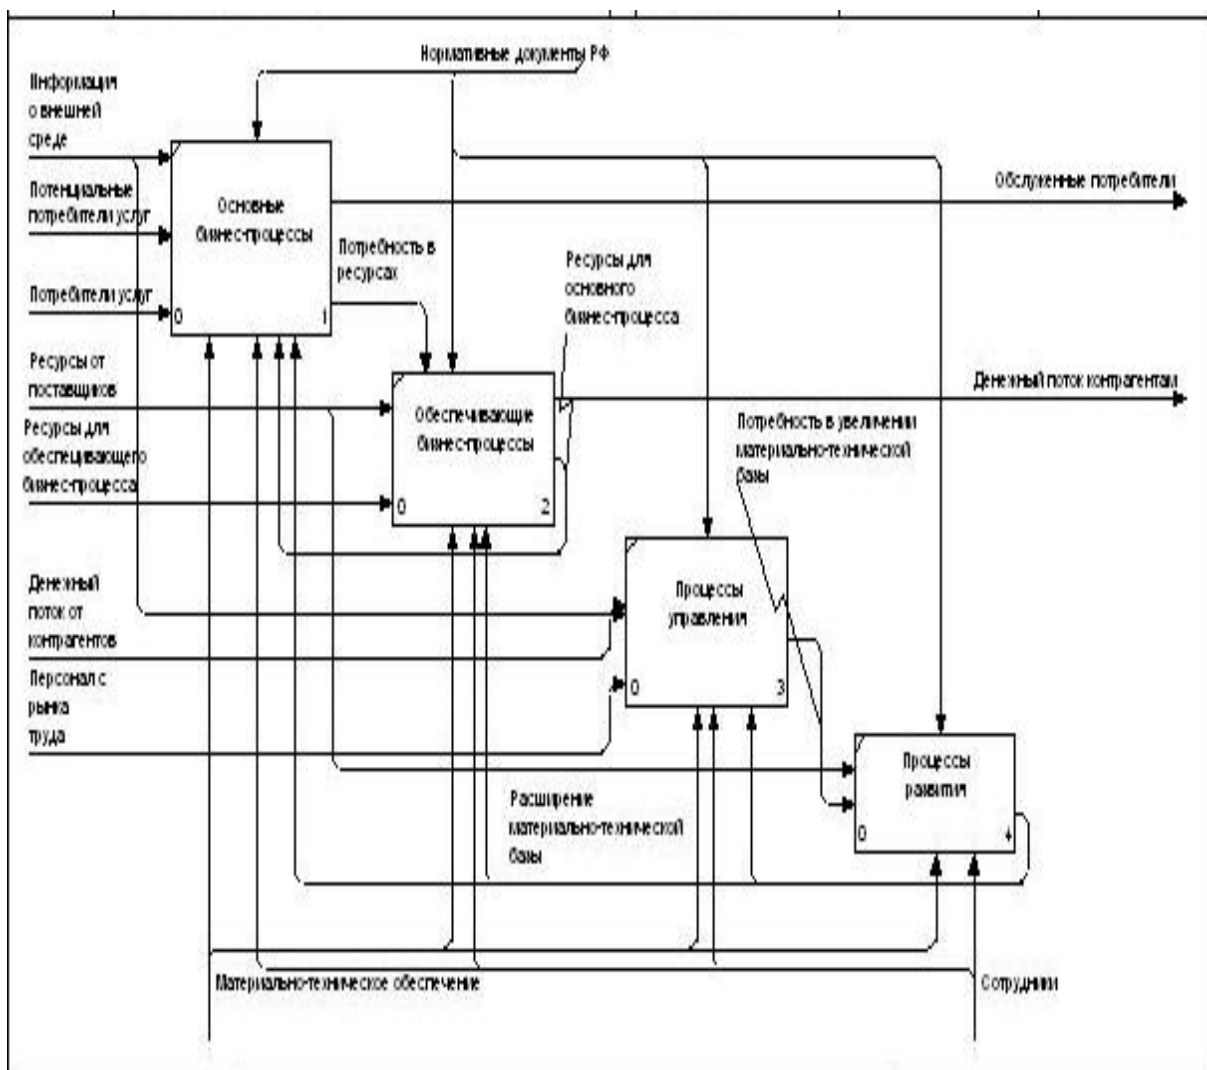 Нормативные документы РФ
Информация
о внешней
среде
Потенциальные
потребители услуг
Потребители услуг
Основные
бизнес-процессы
0
1
Обслуженные потребители
Потребность в
ресурсах
Ресурсы для
основного
бизнес-процесса
Ресурсы от
поставщиков
Ресурсы для
обеспецивающего
бизнес-процесса
Обеспечивающие
бизнес-процессы
0
2
Денежный поток контрагентам
Потребность в увеличении
материально-технической
базы
Денежный
поток от
контрагентов
Персонал с
рынка
труда
Процессы
управления
0
3
Процессы
развития
0
4
Расширение
материально-технической
базы
Материально-техническое обеспечение
Сотрудники